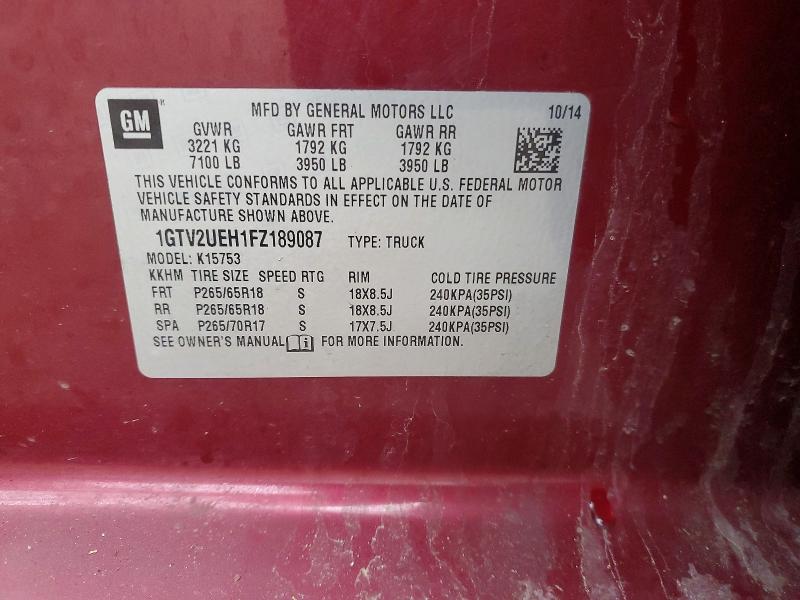 GM MFD BY GENERAL MOTORS LLC 10/14
GVWR GAWR FRT GAWR RR
3221 KG 1792 KG 1792 KG
7100 LB 3950 LB 3950 LB
THIS VEHICLE CONFORMS TO ALL APPLICABLE U.S. FEDERAL MOTOR
VEHICLE SAFETY STANDARDS IN EFFECT ON THE DATE OF
MANUFACTURE SHOWN ABOVE.
1GTV2UEH1FZ189087 TYPE: TRUCK
MODEL: K15753
KKHM TIRE SIZE SPEED RTG RIM COLD TIRE PRESSURE
FRT P265/65R18 S 18X8.5J 240KPA(35PSI)
RR P265/65R18 S 18X8.5J 240KPA(35PSI)
SPA P265/70R17 S 17X7.5J 240KPA(35PSI)
SEE OWNER'S MANUAL i FOR MORE INFORMATION.